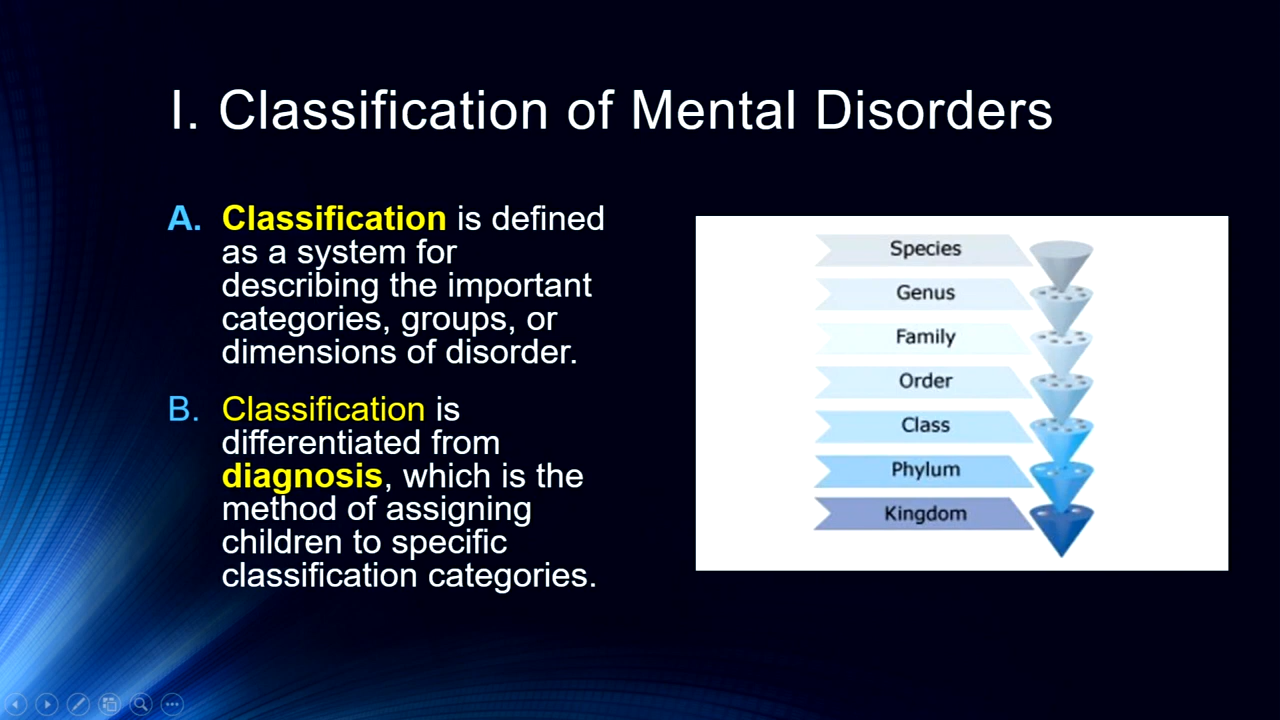 I. Classification of Mental Disorders
A. Classification is defined
as a system for
describing the important
categories, groups, or
dimensions of disorder.
B. Classification is
differentiated from
diagnosis, which is the
method of assigning
children to specific
classification categories.
Species
Genus
Family
Order
Class
Phylum
Kingdom